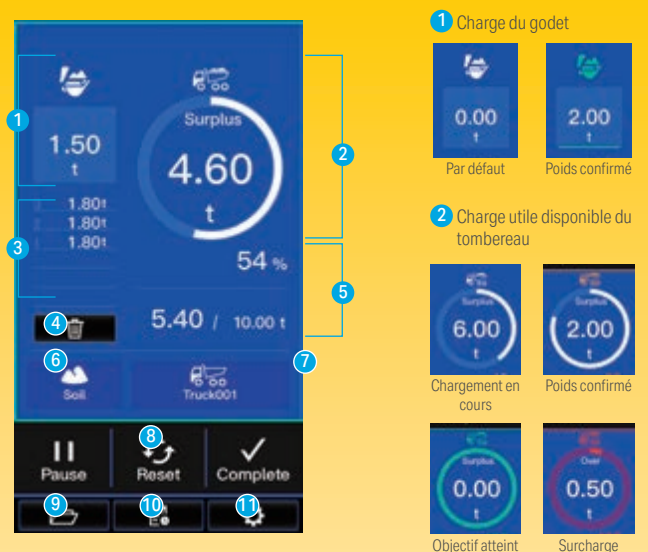 1
1.50
t
Surplus
4.60
t
2
3
1.80t
1.80t
1.80t
54 %
4
5.40 / 10.00 t
5
6
Soil
7
Truck001
Pause
8
Reset
Complete
9
10
11
1 Charge du godet
0.00
t
2.00
t
Par défaut
Poids confirmé
2 Charge utile disponible du
tombereau
Surplus
6.00
t
Surplus
2.00
t
Chargement en
cours
Poids confirmé
Surplus
0.00
t
Over
0.50
t
Objectif atteint
Surcharge